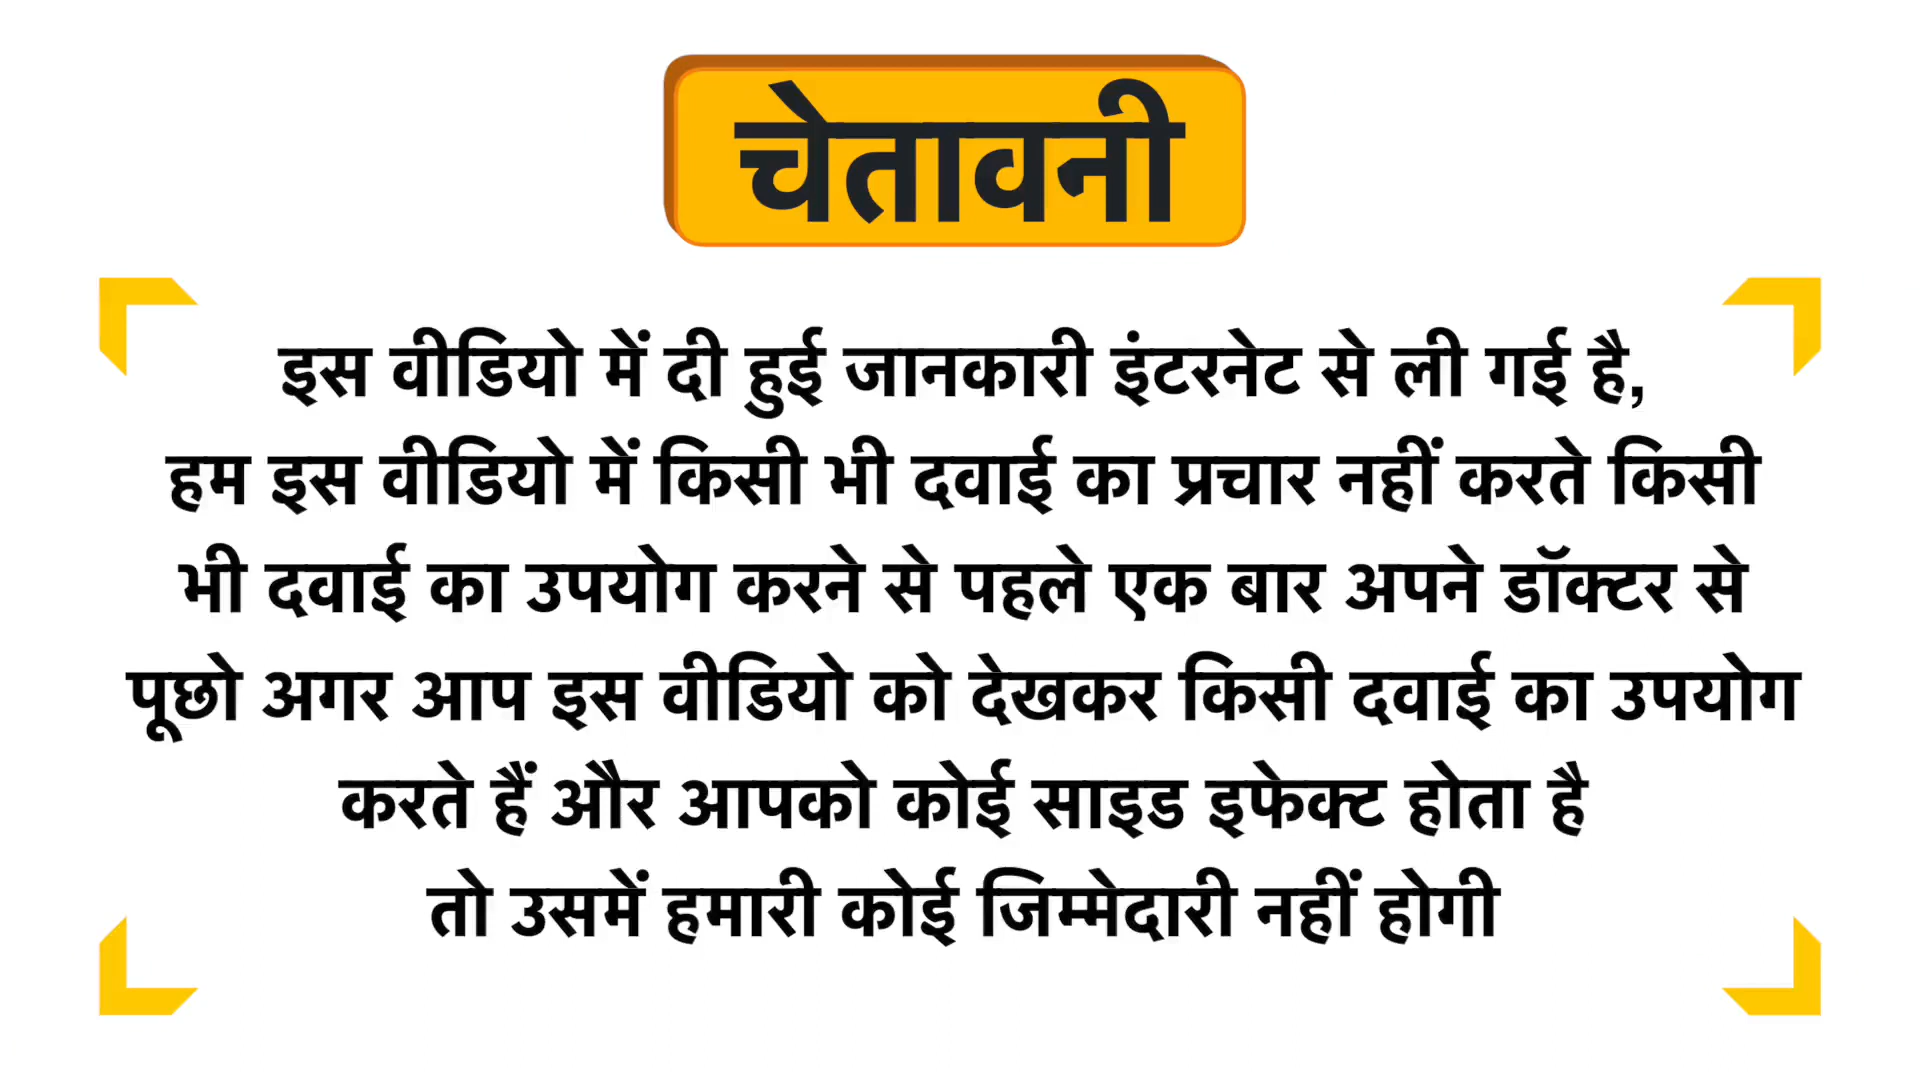 चेतावनी
इस वीडियो में दी हुई जानकारी इंटरनेट से ली गई है,
हम इस वीडियो में किसी भी दवाई का प्रचार नहीं करते किसी
भी दवाई का उपयोग करने से पहले एक बार अपने डॉक्टर से
पूछो अगर आप इस वीडियो को देखकर किसी दवाई का उपयोग
करते हैं और आपको कोई साइड इफेक्ट होता है
तो उसमें हमारी कोई जिम्मेदारी नहीं होगी